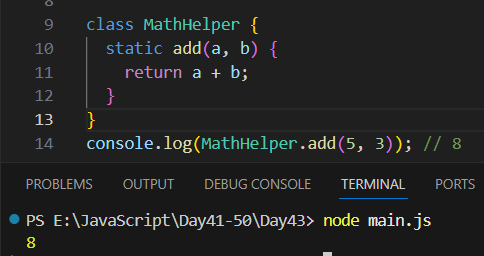 8
9 class MathHelper {
10 static add(a, b) {
11 return a + b;
12 }
13 }
14 console.log(MathHelper.add(5, 3)); // 8
PROBLEMS OUTPUT DEBUG CONSOLE TERMINAL PORTS
PS E:\JavaScript\Day41-50\Day43> node main.js
8